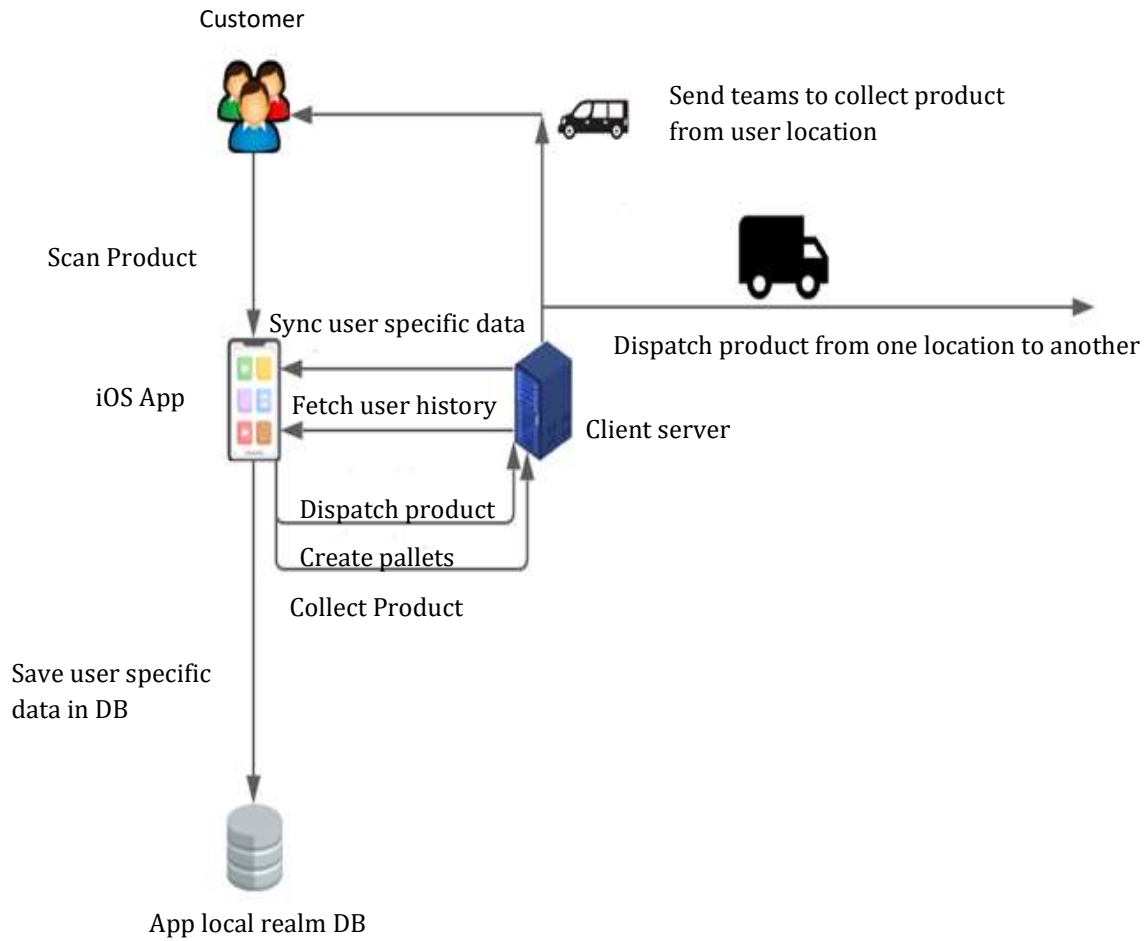 Customer
Send teams to collect product
from user location
Scan Product
Sync user specific data
Dispatch product from one location to another
iOS App
Fetch user history
Client server
Dispatch product
Create pallets
Collect Product
Save user specific
data in DB
App local realm DB